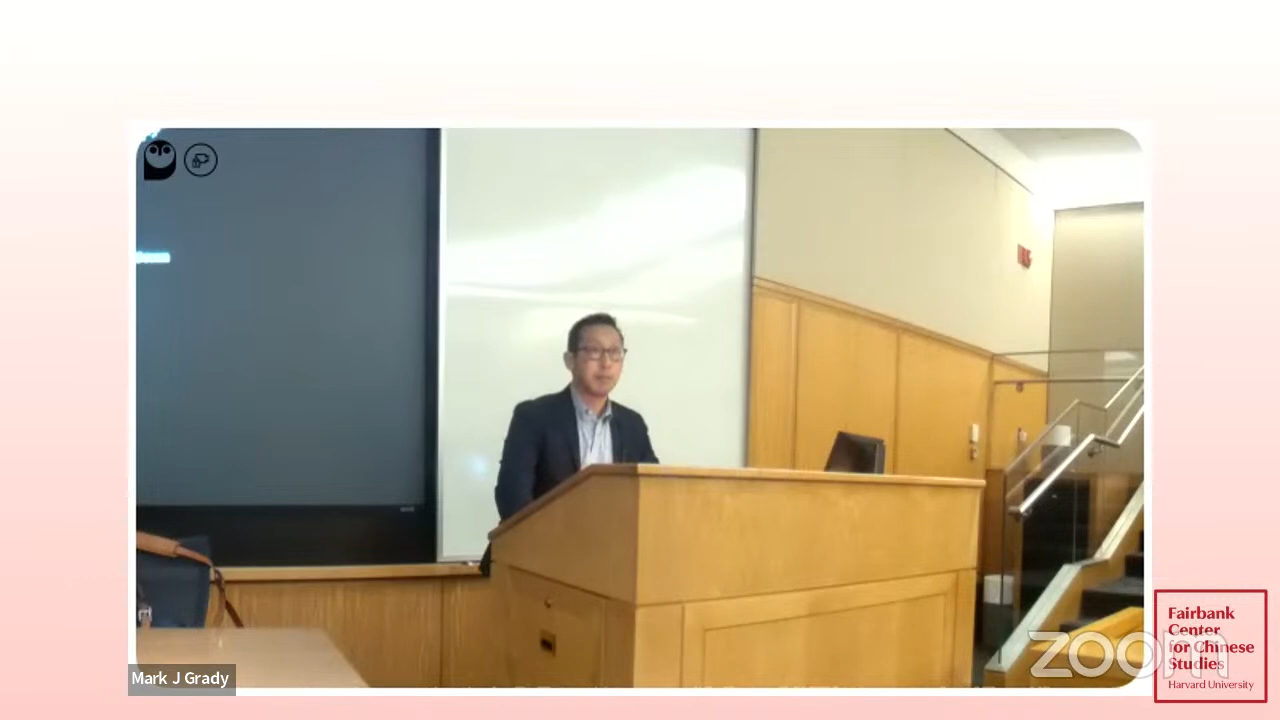 Mark J Grady
zoom
Fairbank
Center
for Chinese
Studies
Harvard University